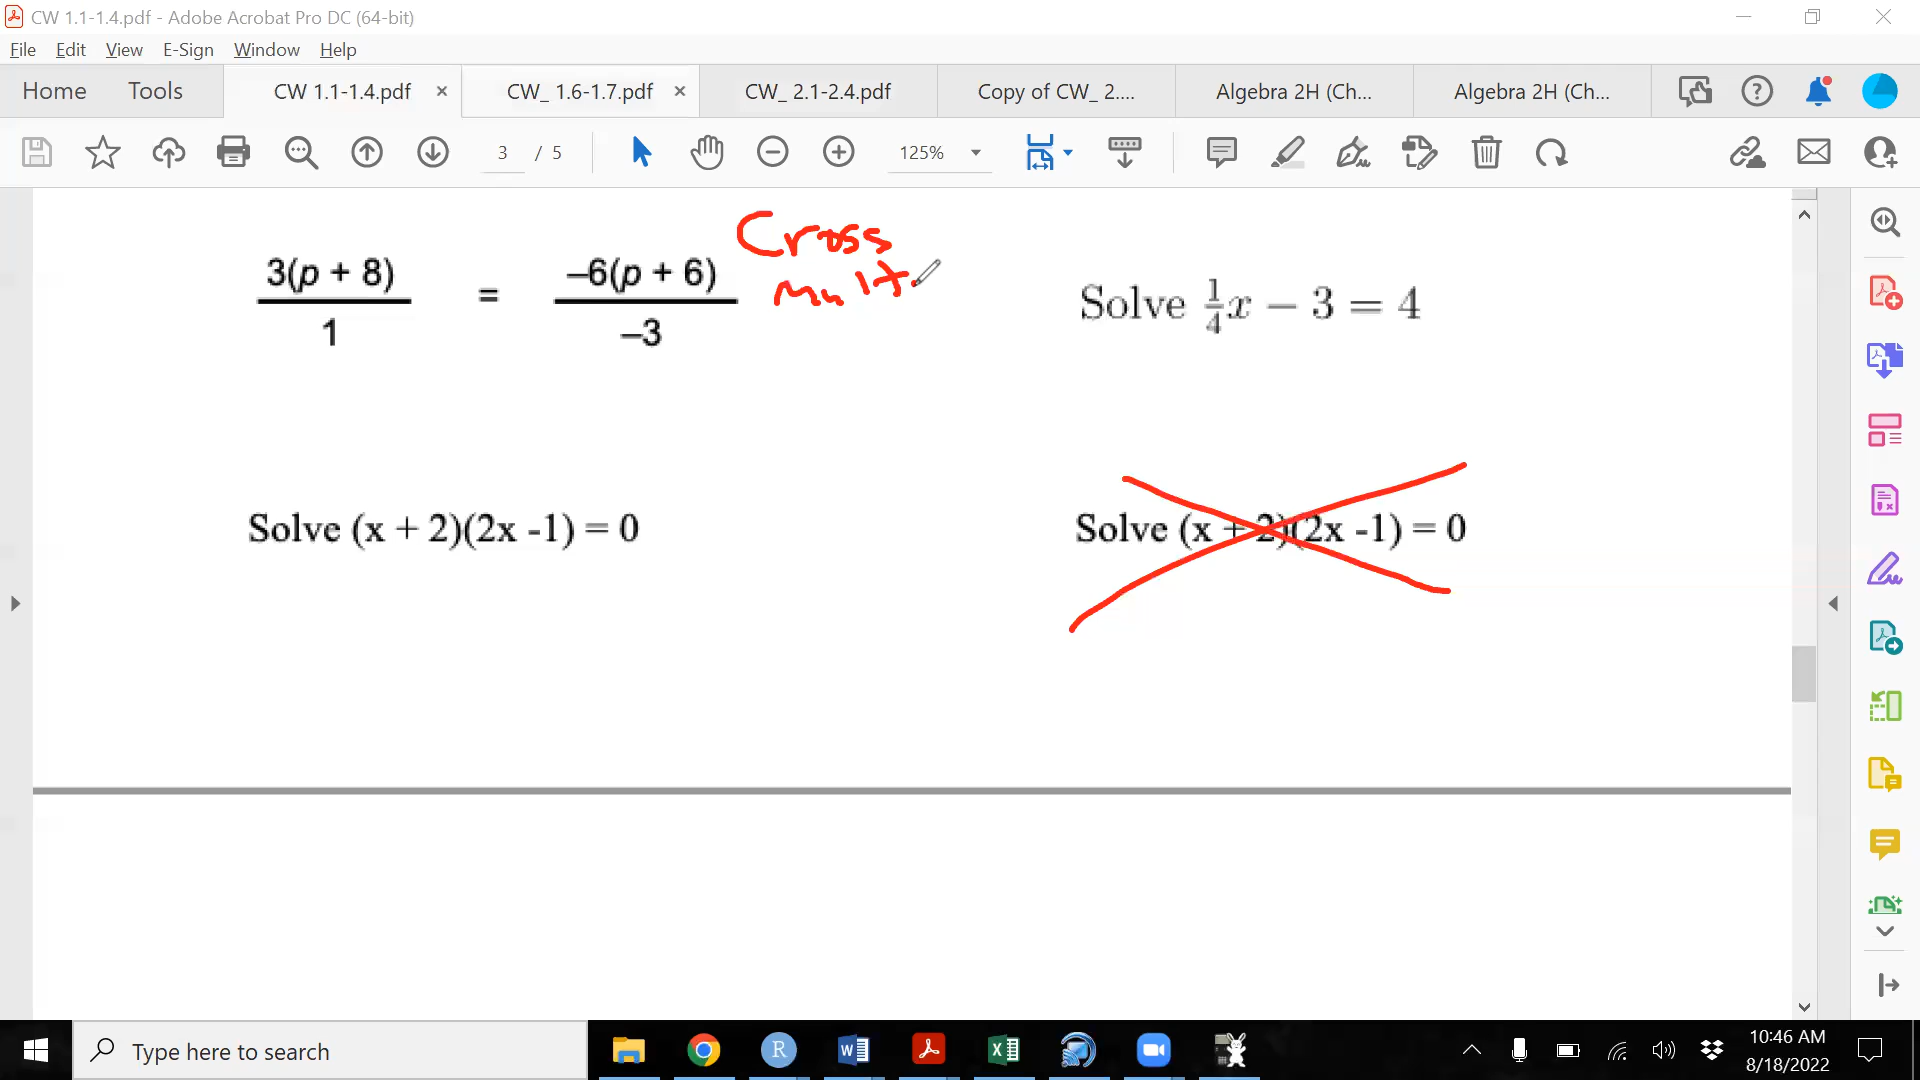 CW 1.1-1.4.pdf - Adobe Acrobat Pro DC (64-bit)
File Edit View E-Sign Window Help
Home Tools CW 1.1-1.4.pdf × CW_ 1.6-1.7.pdf × CW_ 2.1-2.4.pdf Copy of CW_ 2.... Algebra 2H (Ch... Algebra 2H (Ch...
3 / 5 125%
Cross
Mult
3(p + 8)
1
=
–6(p + 6)
–3
Solve 1/4 x − 3 = 4
Solve (x + 2)(2x -1) = 0
Solve (x + 2)(2x -1) = 0
Type here to search
10:46 AM
8/18/2022